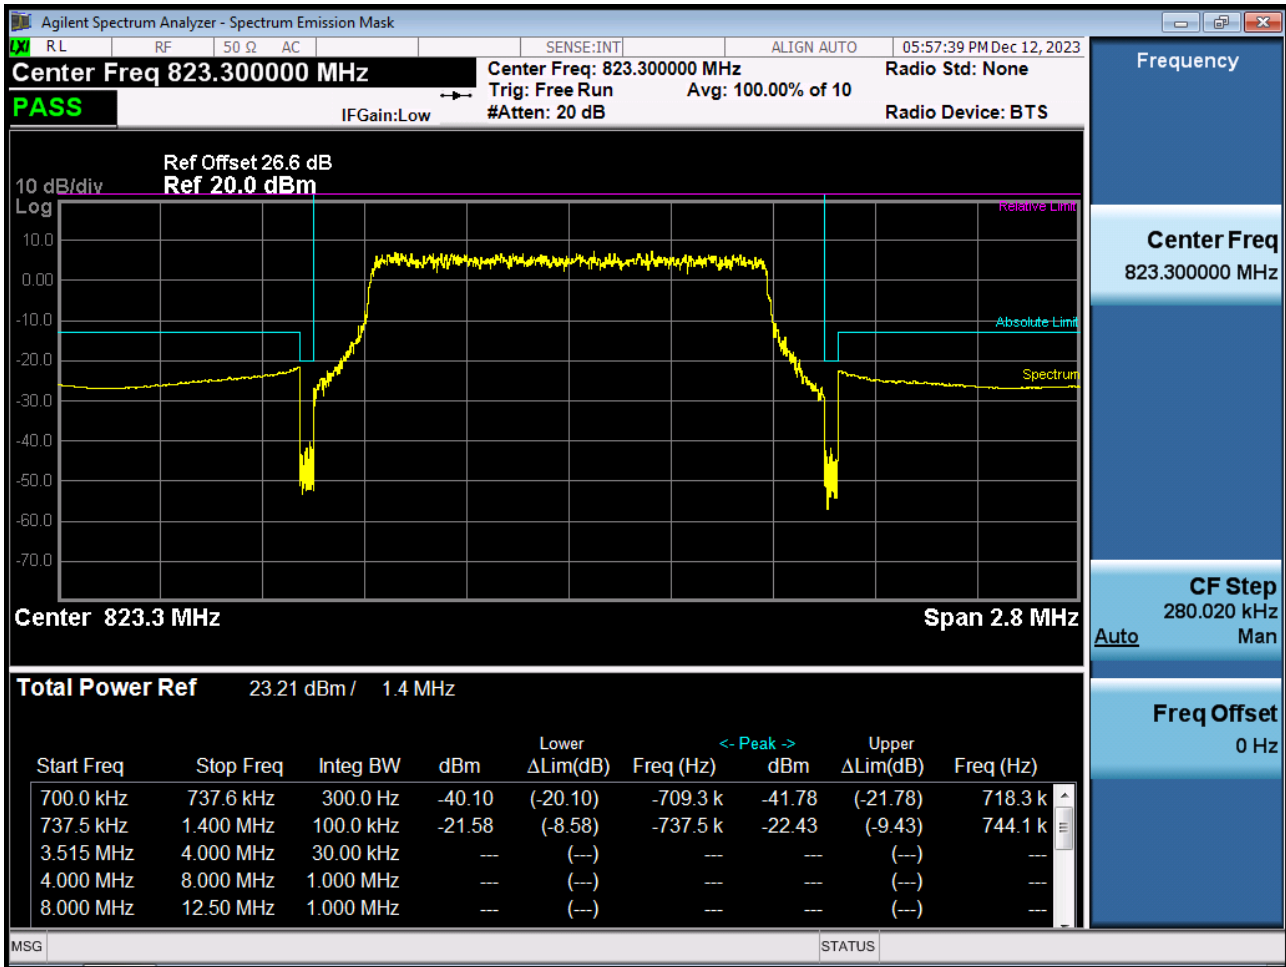 Agilent Spectrum Analyzer - Spectrum Emission Mask
LXI RL RF 50 Ω AC SENSE:INT ALIGN AUTO 05:57:39 PM Dec 12, 2023
Center Freq 823.300000 MHz
PASS
IFGain:Low
Center Freq: 823.300000 MHz
Trig: Free Run Avg: 100.00% of 10
#Atten: 20 dB
Radio Std: None
Radio Device: BTS
Ref Offset 26.6 dB
10 dB/div Ref 20.0 dBm
Log
Relative Limit
10.0
0.00
-10.0
Absolute Limit
-20.0
Spectrum
-30.0
-40.0
-50.0
-60.0
-70.0
Center 823.3 MHz Span 2.8 MHz
Total Power Ref 23.21 dBm / 1.4 MHz
Lower <- Peak -> Upper
Start Freq Stop Freq Integ BW dBm ΔLim(dB) Freq (Hz) dBm ΔLim(dB) Freq (Hz)
700.0 kHz 737.6 kHz 300.0 Hz -40.10 (-20.10) -709.3 k -41.78 (-21.78) 718.3 k
737.5 kHz 1.400 MHz 100.0 kHz -21.58 (-8.58) -737.5 k -22.43 (-9.43) 744.1 k
3.515 MHz 4.000 MHz 30.00 kHz --- (---) --- --- (---) ---
4.000 MHz 8.000 MHz 1.000 MHz --- (---) --- --- (---) ---
8.000 MHz 12.50 MHz 1.000 MHz --- (---) --- --- (---) ---
MSG STATUS
Frequency
Center Freq
823.300000 MHz
CF Step
280.020 kHz
Auto Man
Freq Offset
0 Hz